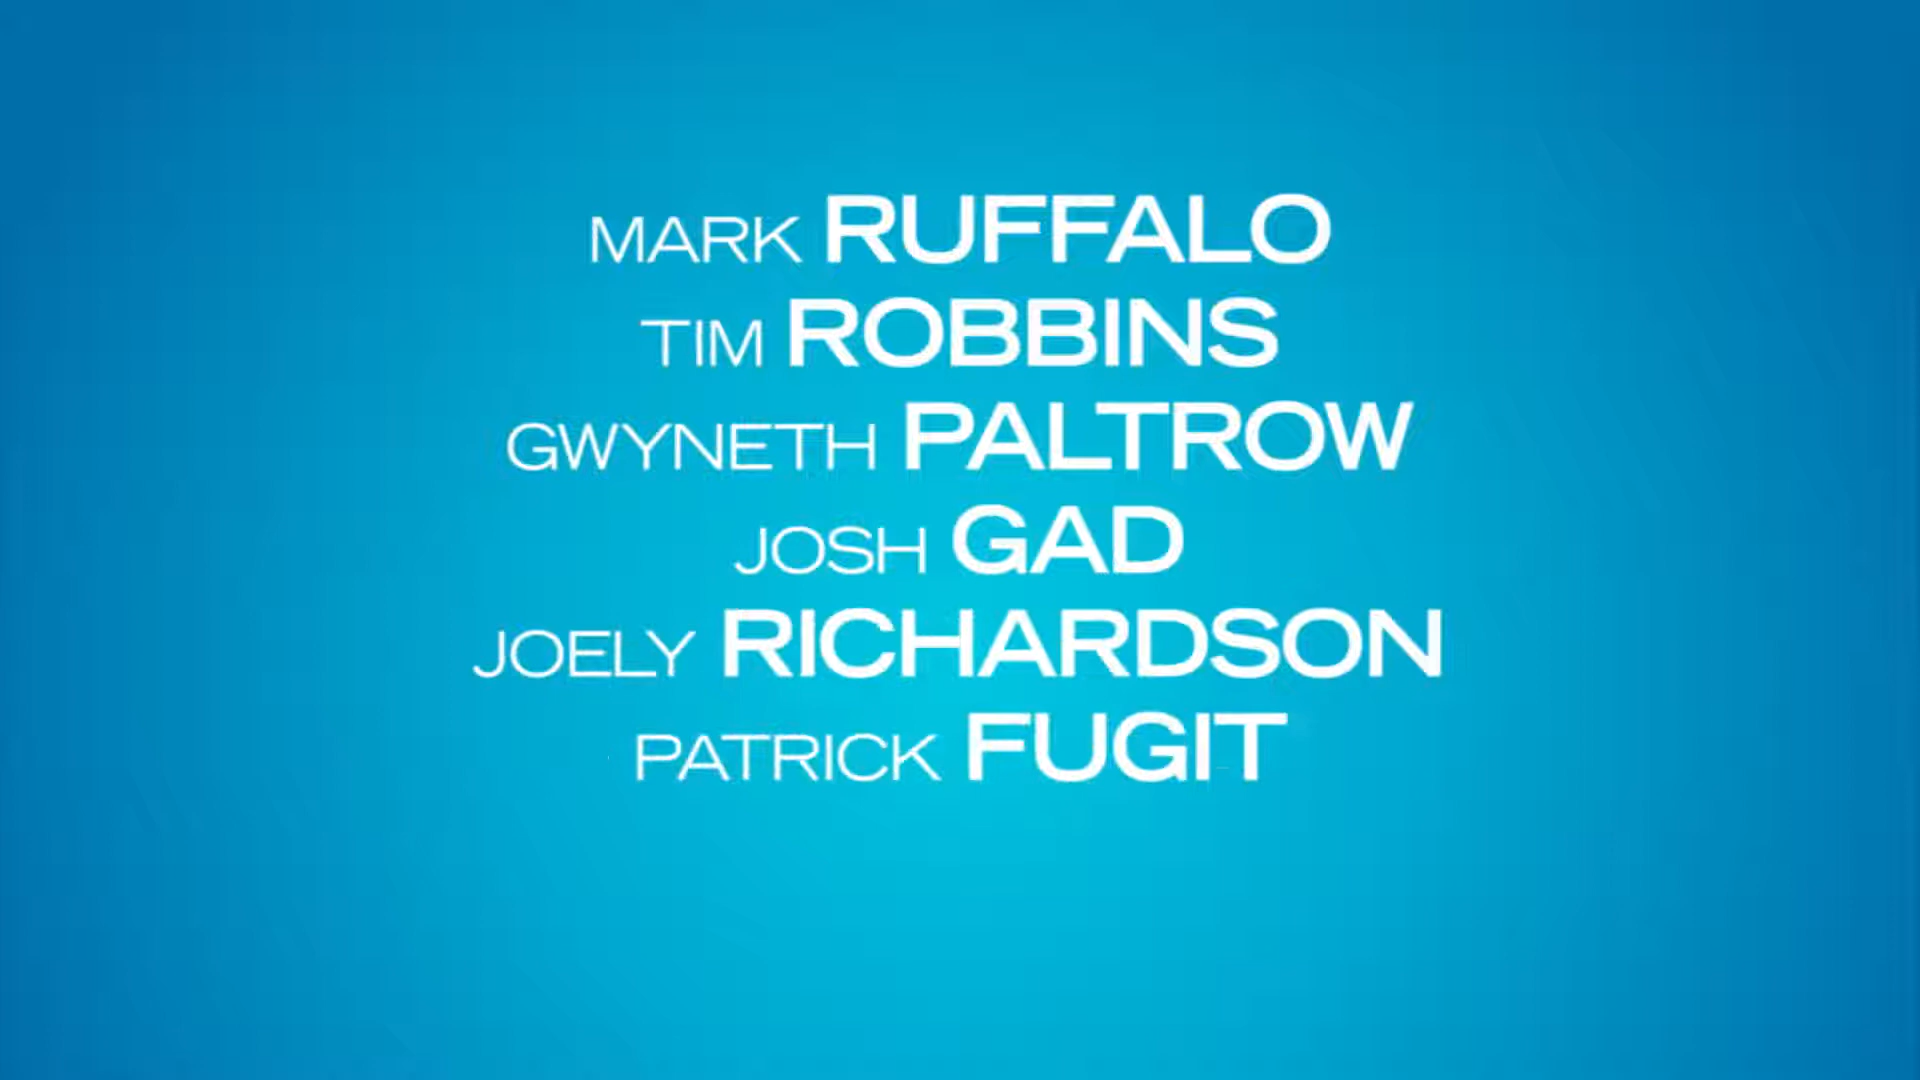 MARK RUFFALO
TIM ROBBINS
GWYNETH PALTROW
JOSH GAD
JOELY RICHARDSON
PATRICK FUGIT